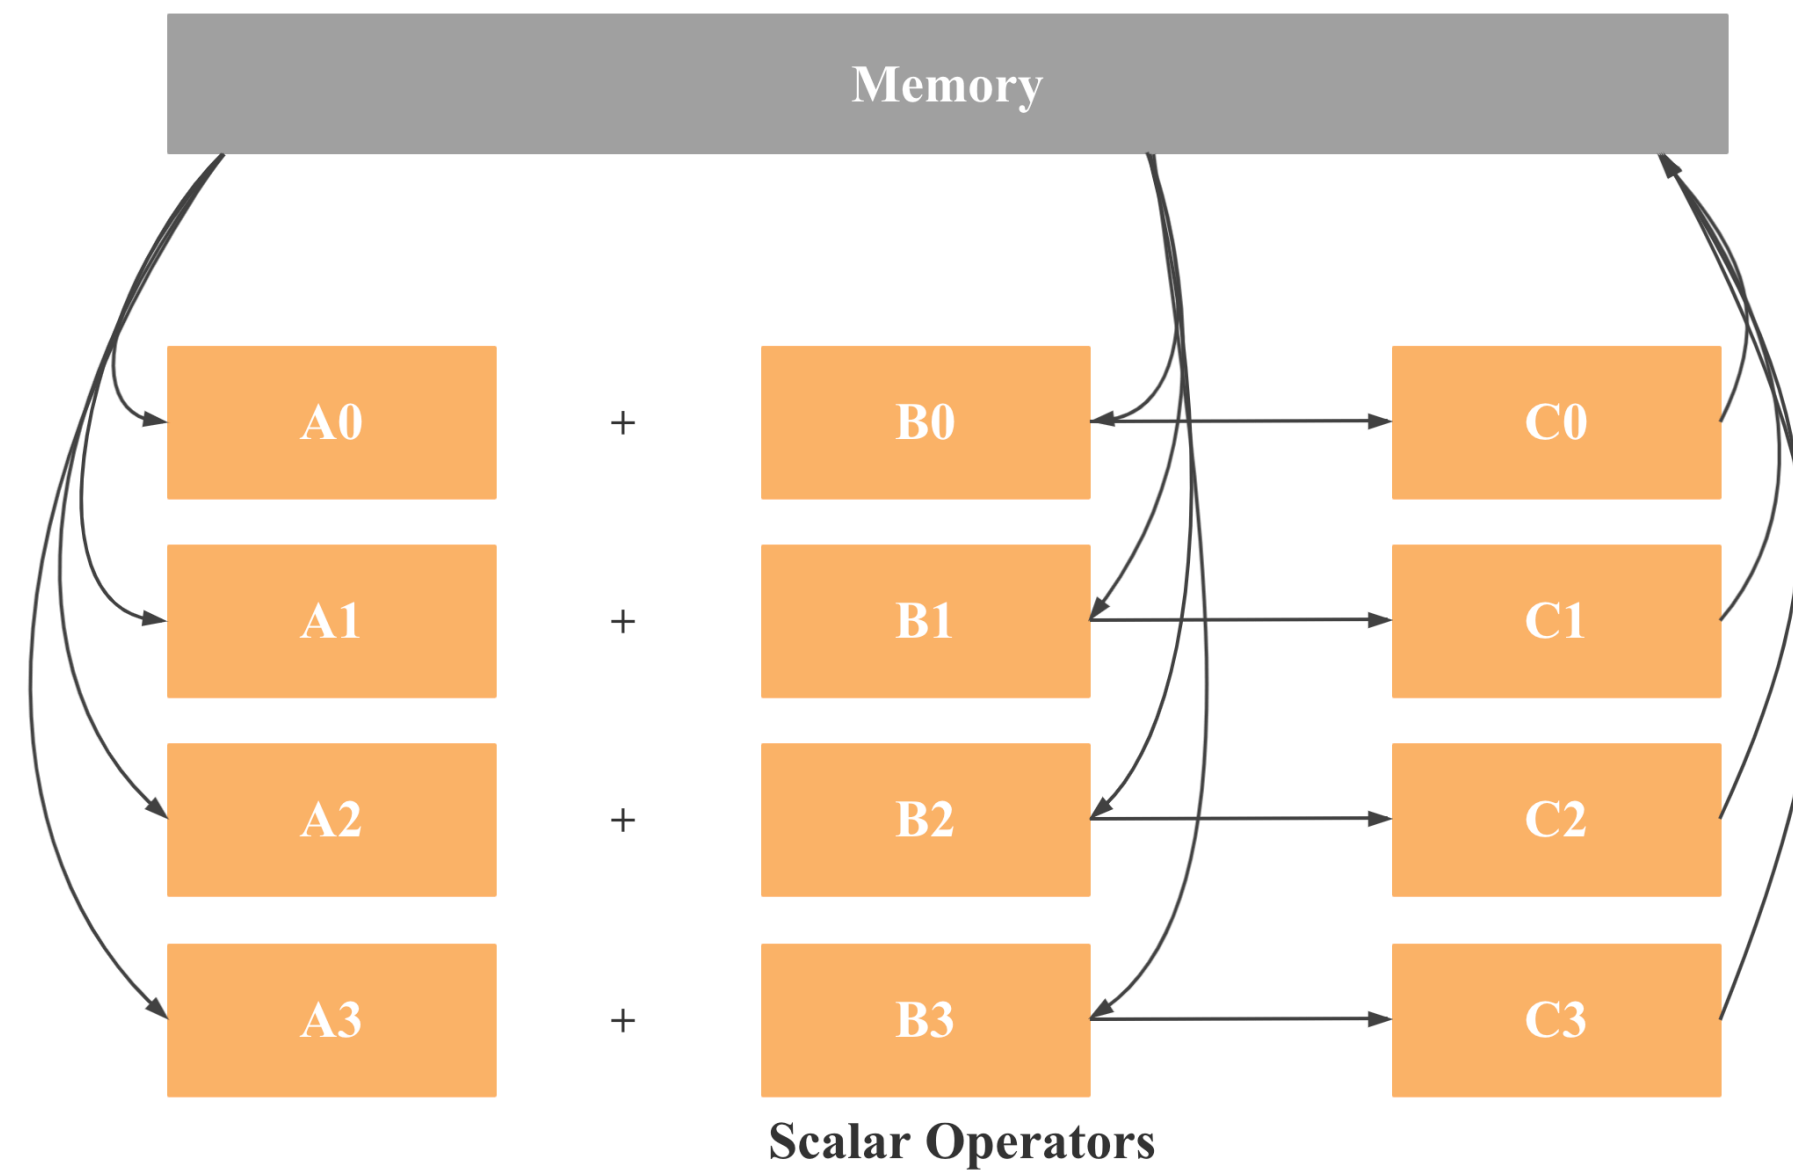 Memory
A0 + B0 C0
A1 + B1 C1
A2 + B2 C2
A3 + B3 C3
Scalar Operators